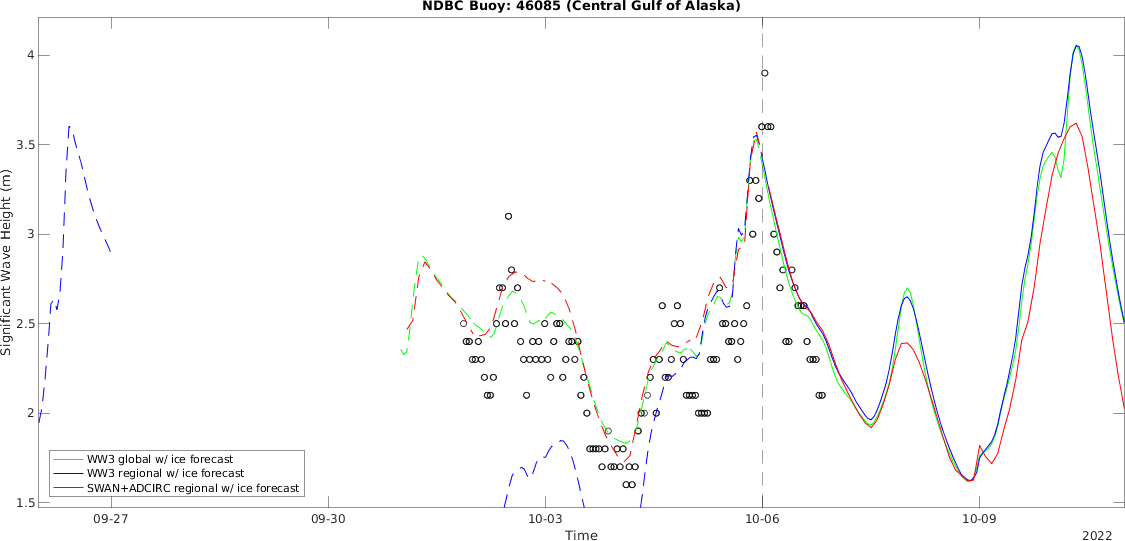 NDBC Buoy: 46085 (Central Gulf of Alaska)
Significant Wave Height (m)
4
3.5
3
2.5
2
1.5
WW3 global w/ ice forecast
WW3 regional w/ ice forecast
SWAN+ADCIRC regional w/ ice forecast
09-27
09-30
10-03
10-06
10-09
Time
2022